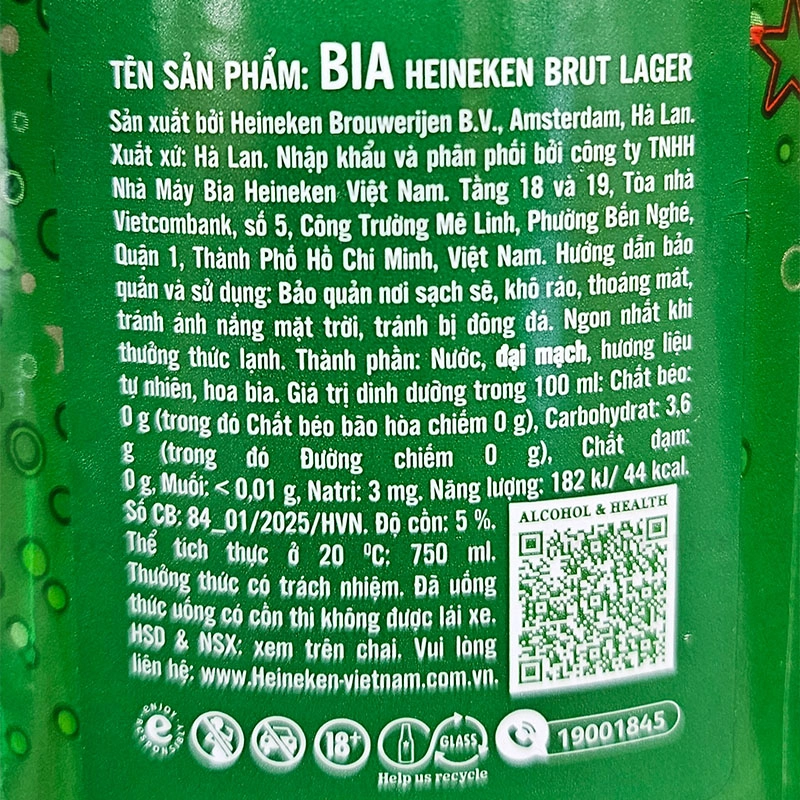 TÊN SẢN PHẨM: BIA HEINEKEN BRUT LAGER
Sản xuất bởi Heineken Brouwerijen B.V., Amsterdam, Hà Lan.
Xuất xứ: Hà Lan. Nhập khẩu và phân phối bởi công ty TNHH
Nhà Máy Bia Heineken Việt Nam. Tầng 18 và 19, Tòa nhà
Vietcombank, số 5, Công Trường Mê Linh, Phường Bến Nghé,
Quận 1, Thành Phố Hồ Chí Minh, Việt Nam. Hướng dẫn bảo
quản và sử dụng: Bảo quản nơi sạch sẽ, khô ráo, thoáng mát,
tránh ánh nắng mặt trời, tránh bị đông đá. Ngon nhất khi
thưởng thức lạnh. Thành phần: Nước, đại mạch, hương liệu
tự nhiên, hoa bia. Giá trị dinh dưỡng trong 100 ml: Chất béo:
0 g (trong đó Chất béo bão hòa chiếm 0 g), Carbohydrat: 3,6
g (trong đó Đường chiếm 0 g), Chất đạm:
0 g, Muối: < 0,01 g, Natri: 3 mg. Năng lượng: 182 kJ/ 44 kcal.
Số CB: 84_01/2025/HVN. Độ cồn: 5 %.
Thể tích thực ở 20 ºC: 750 ml.
Thưởng thức có trách nhiệm. Đã uống
thức uống có cồn thì không được lái xe.
HSD & NSX: xem trên chai. Vui lòng
liên hệ: www.Heineken-vietnam.com.vn.
ALCOHOL & HEALTH
ENJOY RESPONSIBLY
18+
GLASS
19001845
Help us recycle